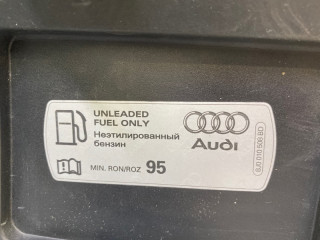 UNLEADED
FUEL ONLY
Неэтилированный
бензин
MIN. RON/ROZ 95
Audi